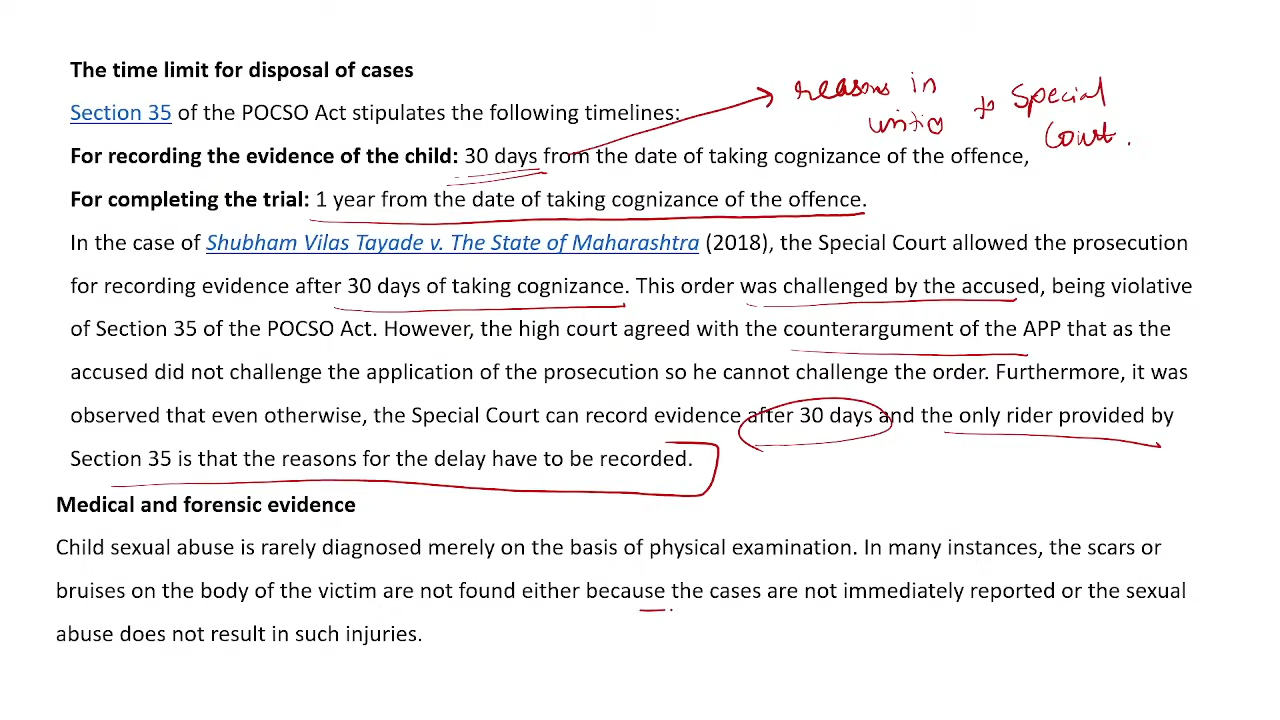 The time limit for disposal of cases
reasons in
to Special
Section 35 of the POCSO Act stipulates the following timelines:
Court.
For recording the evidence of the child: 30 days from the date of taking cognizance of the offence,
For completing the trial: 1 year from the date of taking cognizance of the offence.
In the case of Shubham Vilas Tayade v. The State of Maharashtra (2018), the Special Court allowed the prosecution
for recording evidence after 30 days of taking cognizance. This order was challenged by the accused, being violative
of Section 35 of the POCSO Act. However, the high court agreed with the counterargument of the APP that as the
accused did not challenge the application of the prosecution so he cannot challenge the order. Furthermore, it was
observed that even otherwise, the Special Court can record evidence after 30 days and the only rider provided by
Section 35 is that the reasons for the delay have to be recorded.
Medical and forensic evidence
Child sexual abuse is rarely diagnosed merely on the basis of physical examination. In many instances, the scars or
bruises on the body of the victim are not found either because the cases are not immediately reported or the sexual
abuse does not result in such injuries.